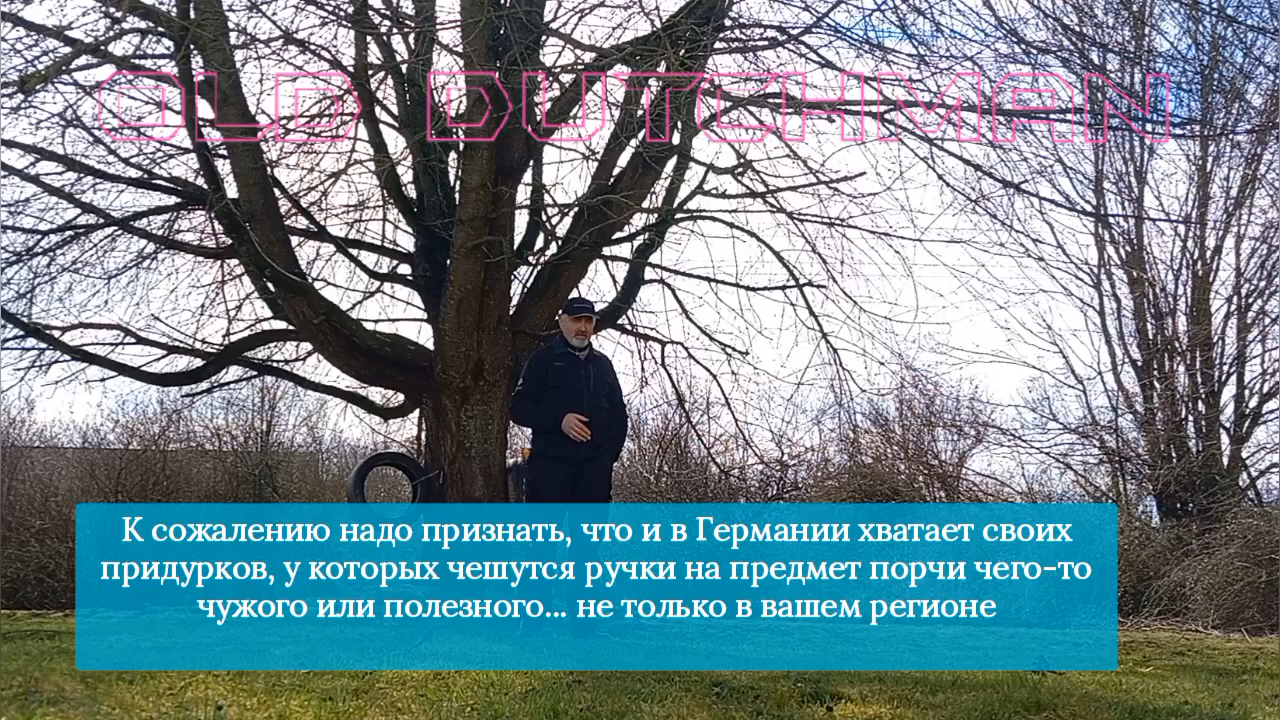 OLD DUTCHMAN
К сожалению надо признать, что и в Германии хватает своих
придурков, у которых чешутся ручки на предмет порчи чего-то
чужого или полезного... не только в вашем регионе